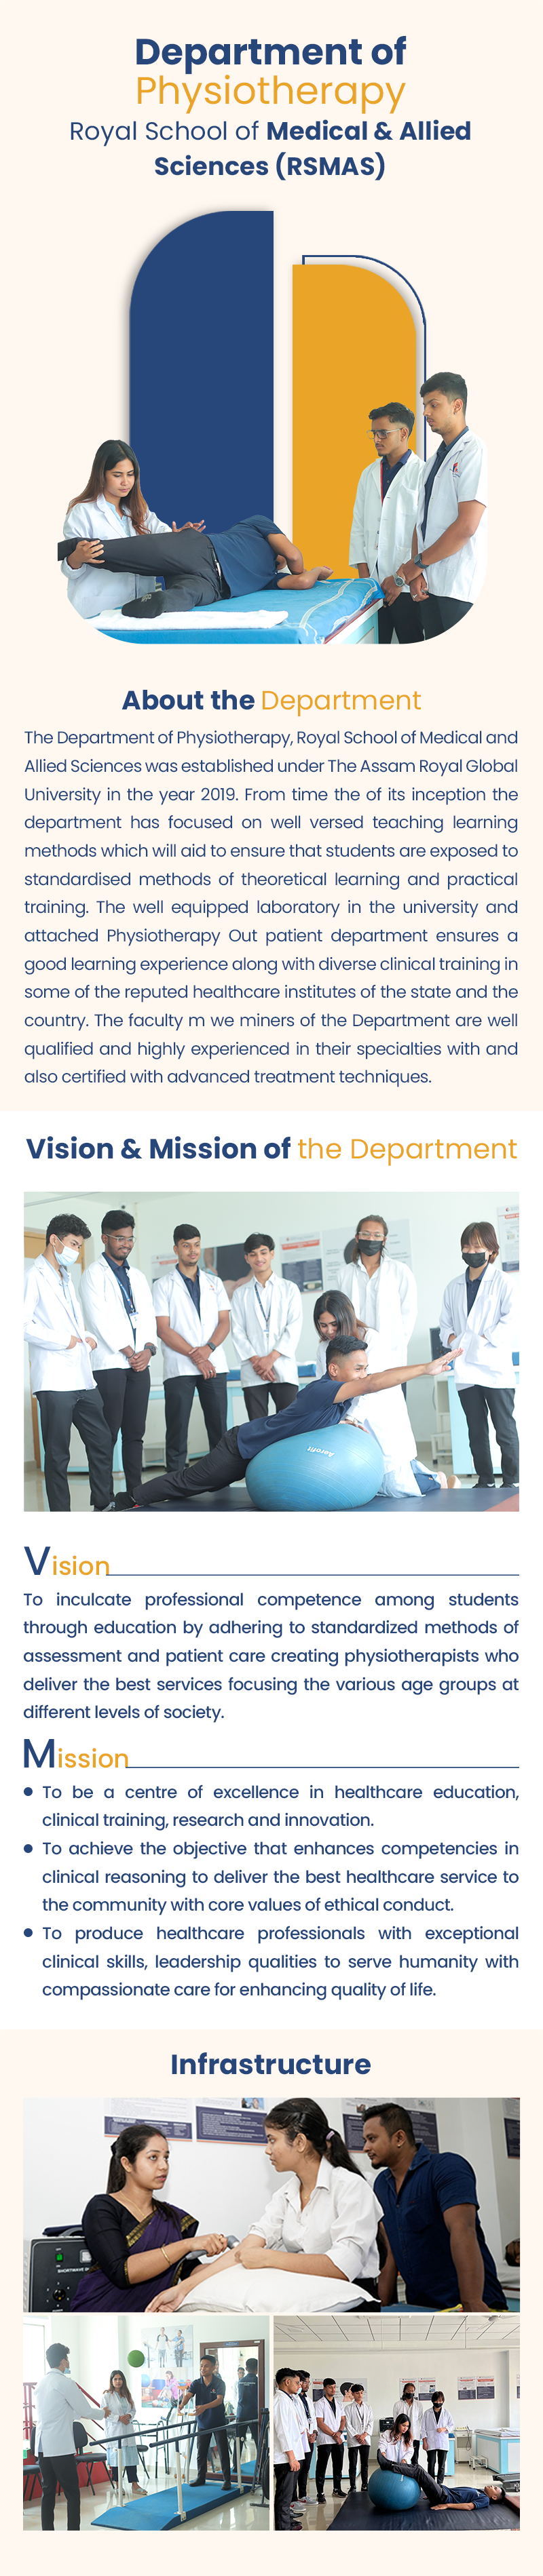 Department of
Physiotherapy
Royal School of Medical & Allied
Sciences (RSMAS)
About the Department
The Department of Physiotherapy, Royal School of Medical and
Allied Sciences was established under The Assam Royal Global
University in the year 2019. From time the of its inception the
department has focused on well versed teaching learning
methods which will aid to ensure that students are exposed to
standardised methods of theoretical learning and practical
training. The well equipped laboratory in the university and
attached Physiotherapy Out patient department ensures a
good learning experience along with diverse clinical training in
some of the reputed healthcare institutes of the state and the
country. The faculty m we miners of the Department are well
qualified and highly experienced in their specialties with and
also certified with advanced treatment techniques.
Vision & Mission of the Department
Aerofit
Vision
To inculcate professional competence among students
through education by adhering to standardized methods of
assessment and patient care creating physiotherapists who
deliver the best services focusing the various age groups at
different levels of society.
Mission
● To be a centre of excellence in healthcare education,
clinical training, research and innovation.
● To achieve the objective that enhances competencies in
clinical reasoning to deliver the best healthcare service to
the community with core values of ethical conduct.
● To produce healthcare professionals with exceptional
clinical skills, leadership qualities to serve humanity with
compassionate care for enhancing quality of life.
Infrastructure
SHORTWAVE